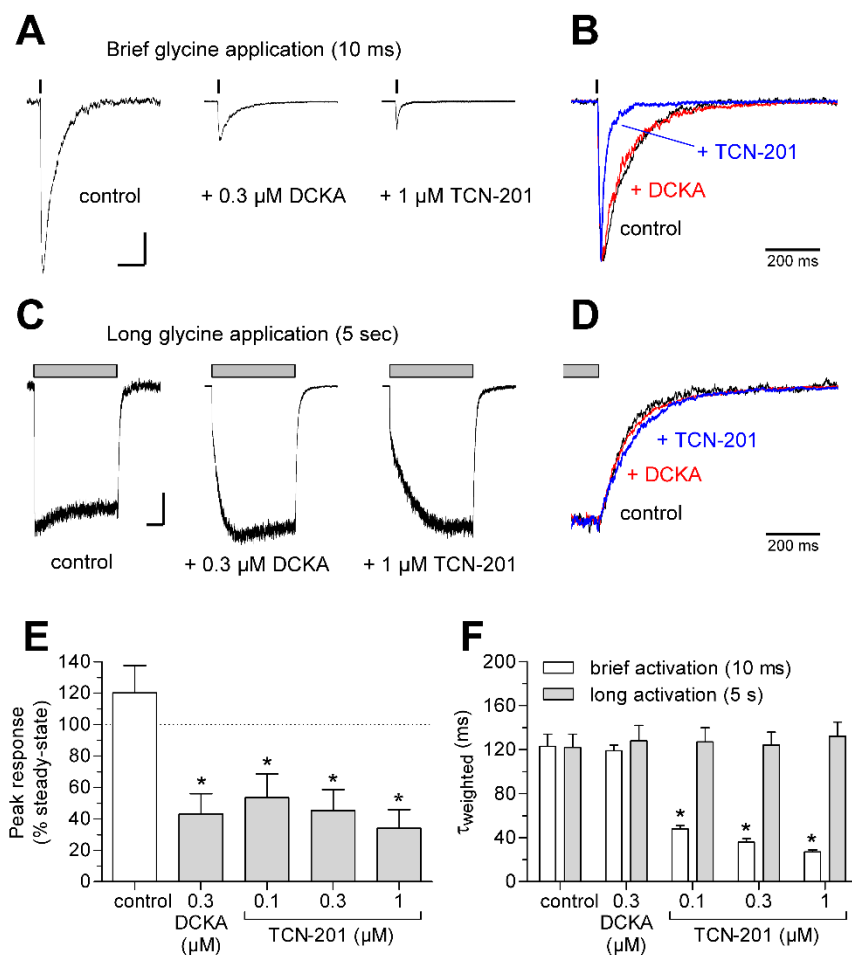 A
Brief glycine application (10 ms)
control
+ 0.3 µM DCKA
+ 1 µM TCN-201
B
+ TCN-201
+ DCKA
control
200 ms
C
Long glycine application (5 sec)
control
+ 0.3 µM DCKA
+ 1 µM TCN-201
D
+ TCN-201
+ DCKA
control
200 ms
E
Peak response
(% steady-state)
140
120
100
80
60
40
20
0
* * * *
control 0.3 0.1 0.3 1
DCKA
(µM)
TCN-201 (µM)
F
τweighted (ms)
200
160
120
80
40
0
brief activation (10 ms)
long activation (5 s)
* * *
control 0.3 0.1 0.3 1
DCKA
(µM)
TCN-201 (µM)